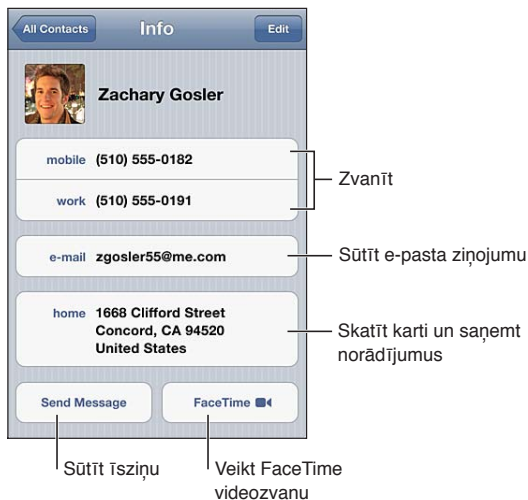 All Contacts
Info
Edit
Zachary Gosler
mobile (510) 555-0182
work (510) 555-0191
Zvanīt
e-mail zgosler55@me.com
Sūtīt e-pasta ziņojumu
home 1668 Clifford Street
Concord, CA 94520
United States
Skatīt karti un saņemt
norādījumus
Send Message
FaceTime
Sūtīt īsziņu
Veikt FaceTime
videozvanu